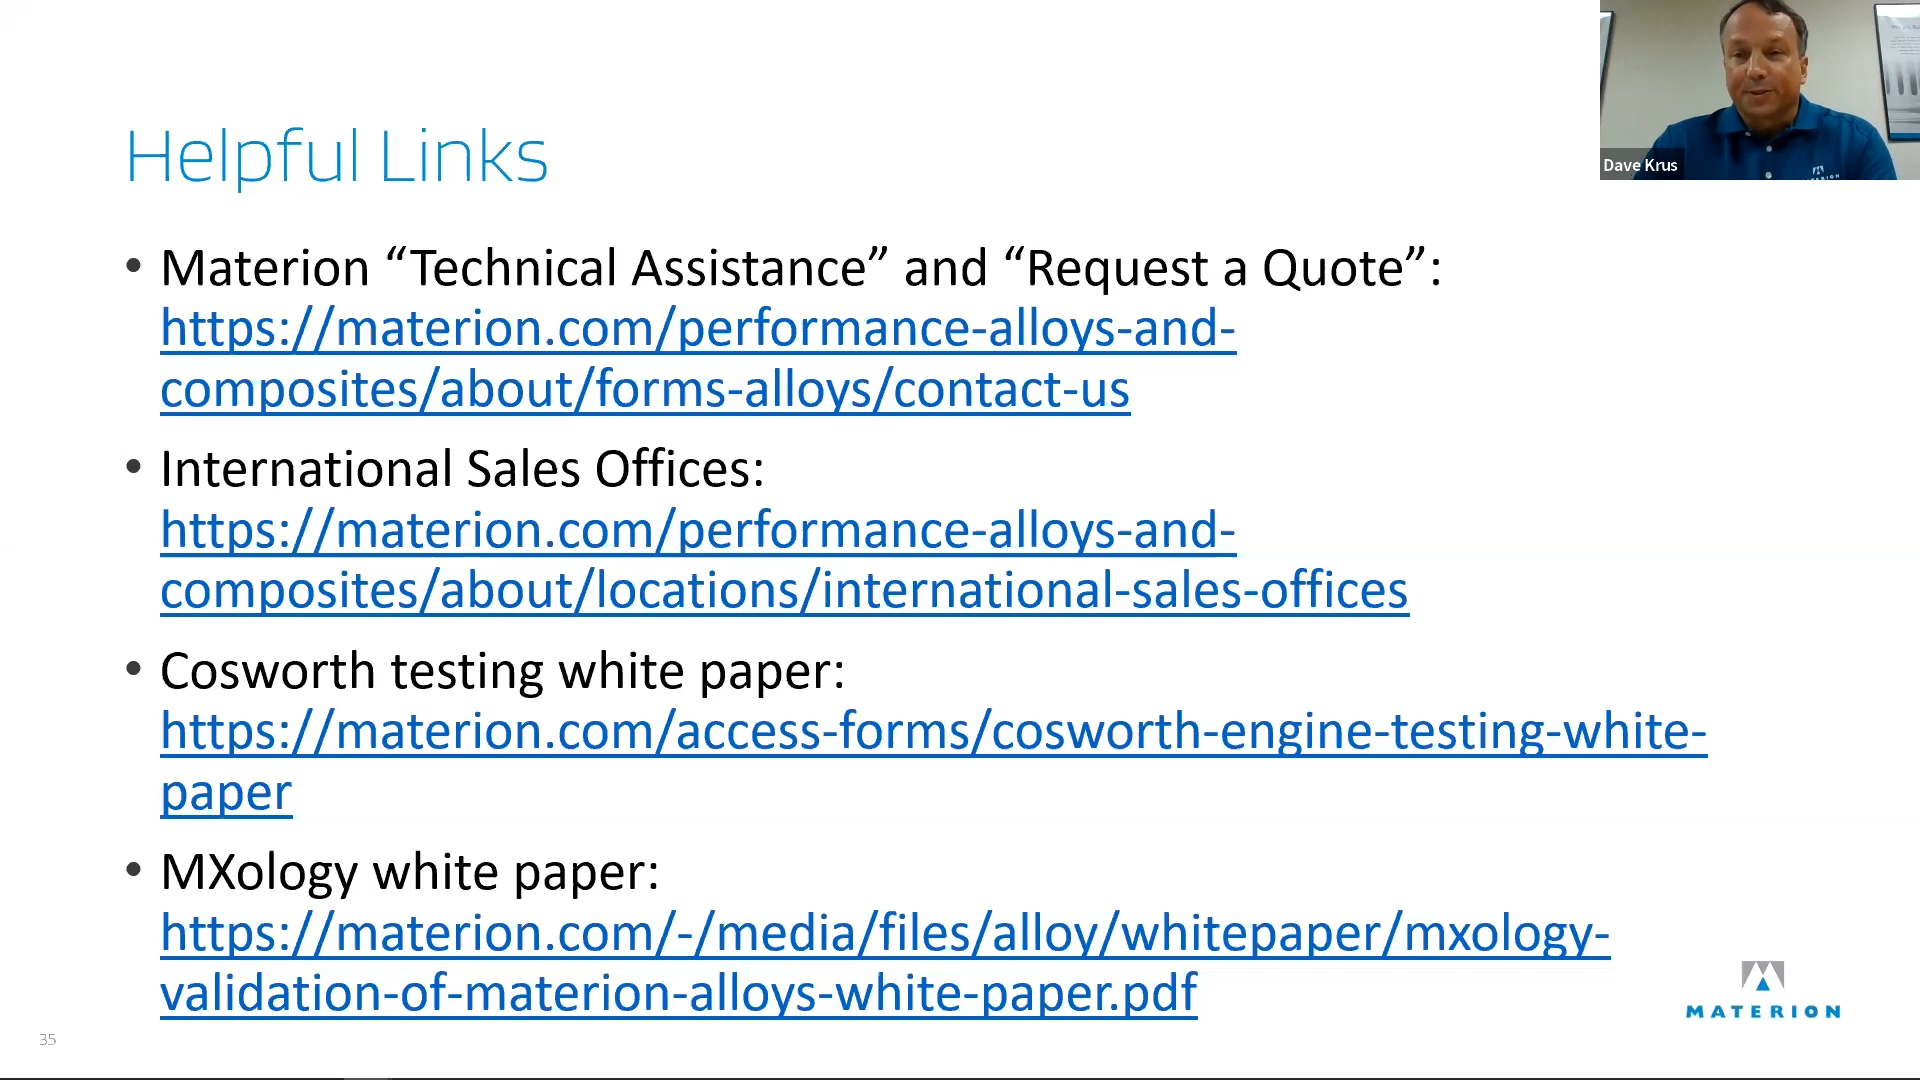 Helpful Links
Dave Krus
• Materion “Technical Assistance” and “Request a Quote”:
https://materion.com/performance-alloys-and-
composites/about/forms-alloys/contact-us
• International Sales Offices:
https://materion.com/performance-alloys-and-
composites/about/locations/international-sales-offices
• Cosworth testing white paper:
https://materion.com/access-forms/cosworth-engine-testing-white-
paper
• MXology white paper:
https://materion.com/-/media/files/alloy/whitepaper/mxology-
validation-of-materion-alloys-white-paper.pdf
MATERION
35